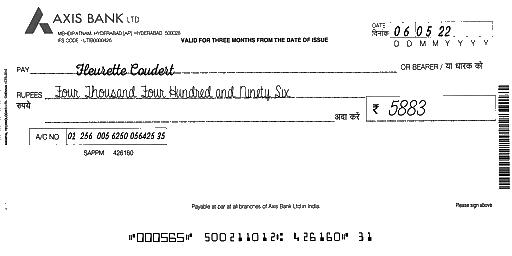 AXIS BANK LTD
MEHDIPATNAM, HYDERABAD (AP) HYDERABAD 500028
IFS CODE - UTIB0000426
VALID FOR THREE MONTHS FROM THE DATE OF ISSUE
DATE
दिनांक 06 05 22
D D M M Y Y Y Y
PAY Fleurette Coudert OR BEARER / या धारक को
RUPEES Four Thousand Four Hundred and Ninety Six
रुपये अदा करें ₹ 5883
A/C NO 02 256 005 6250 056425 35
SAPPM 426160
Payable at par at all branches of Axis Bank Ltd in India.
Please sign above
"000565" 500211012: 426160" 31